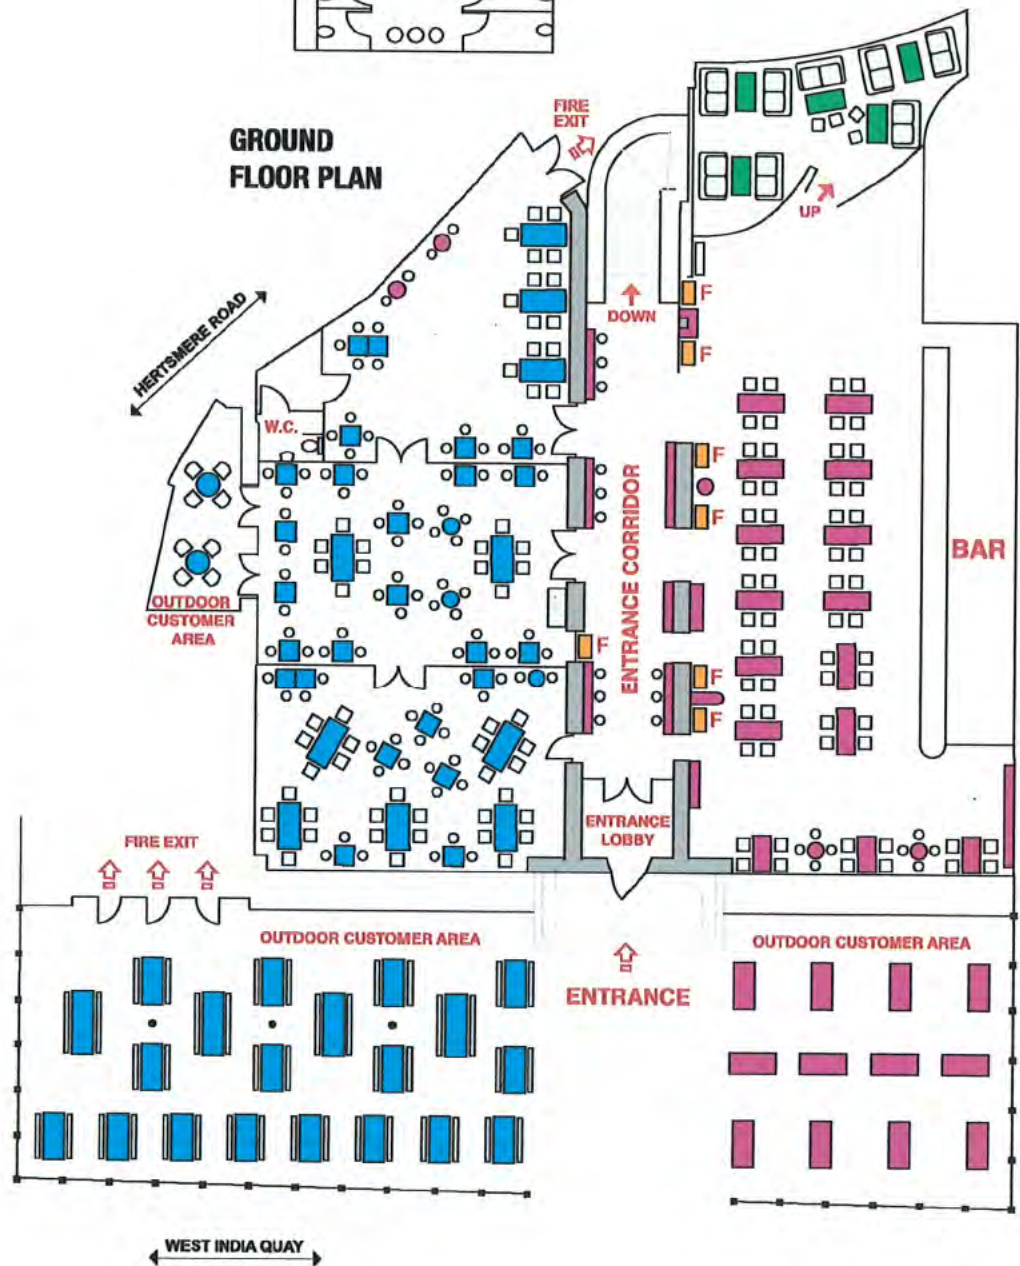 FIRE
EXIT
GROUND
FLOOR PLAN
UP
HERTSMERE ROAD
DOWN
F
F
W.C.
F
F
ENTRANCE CORRIDOR
BAR
OUTDOOR
CUSTOMER
AREA
F
F
F
ENTRANCE
LOBBY
FIRE EXIT
OUTDOOR CUSTOMER AREA
OUTDOOR CUSTOMER AREA
ENTRANCE
WEST INDIA QUAY